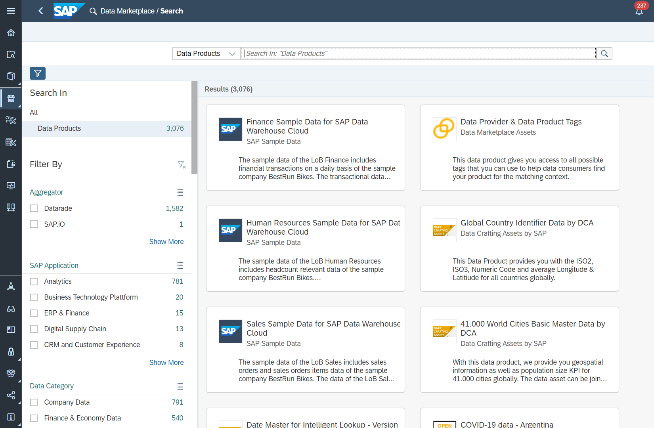 SAP
Data Marketplace / Search
237
Data Products
Search In: "Data Products"
Search In
All
Data Products 3,076
Filter By
Aggregator
Datarade 1,582
SAP.iO 1
Show More
SAP Application
Analytics 781
Business Technology Plattform 20
ERP & Finance 15
Digital Supply Chain 13
CRM and Customer Experience 8
Show More
Data Category
Company Data 791
Finance & Economy Data 540
Results (3,076)
SAP
Finance Sample Data for SAP Data
Warehouse Cloud
SAP Sample Data
The sample data of the LoB Finance includes
financial transactions on a daily basis of the sample
company BestRun Bikes. The transactional data...
Data Provider & Data Product Tags
Data Marketplace Assets
This data product gives you access to all possible
tags that you can use to help data consumers find
your product for the matching context.
SAP
Human Resources Sample Data for SAP Dat
Warehouse Cloud
SAP Sample Data
The sample data of the LoB Human Resources
includes headcount relevant data of the sample
company BestRun Bikes....
Global Country Identifier Data by DCA
Data Crafting Assets by SAP
This Data Product provides you with the ISO2,
ISO3, Numeric Code and average Longitude &
Latitude for all countries globally.
SAP
Sales Sample Data for SAP Data Warehouse
Cloud
SAP Sample Data
The sample data of the LoB Sales includes sales
orders and sales orders items data of the sample
company BestRun Bikes. The data of the LoB Sal...
41.000 World Cities Basic Master Data by
DCA
Data Crafting Assets by SAP
With this data product, we provide you geospatial
information as well as population size KPI for
41.000 cities globally. The data asset can be join...
Date Master for Intelligent Lookup - Version
OPEN
COVID-19 data - Argentina